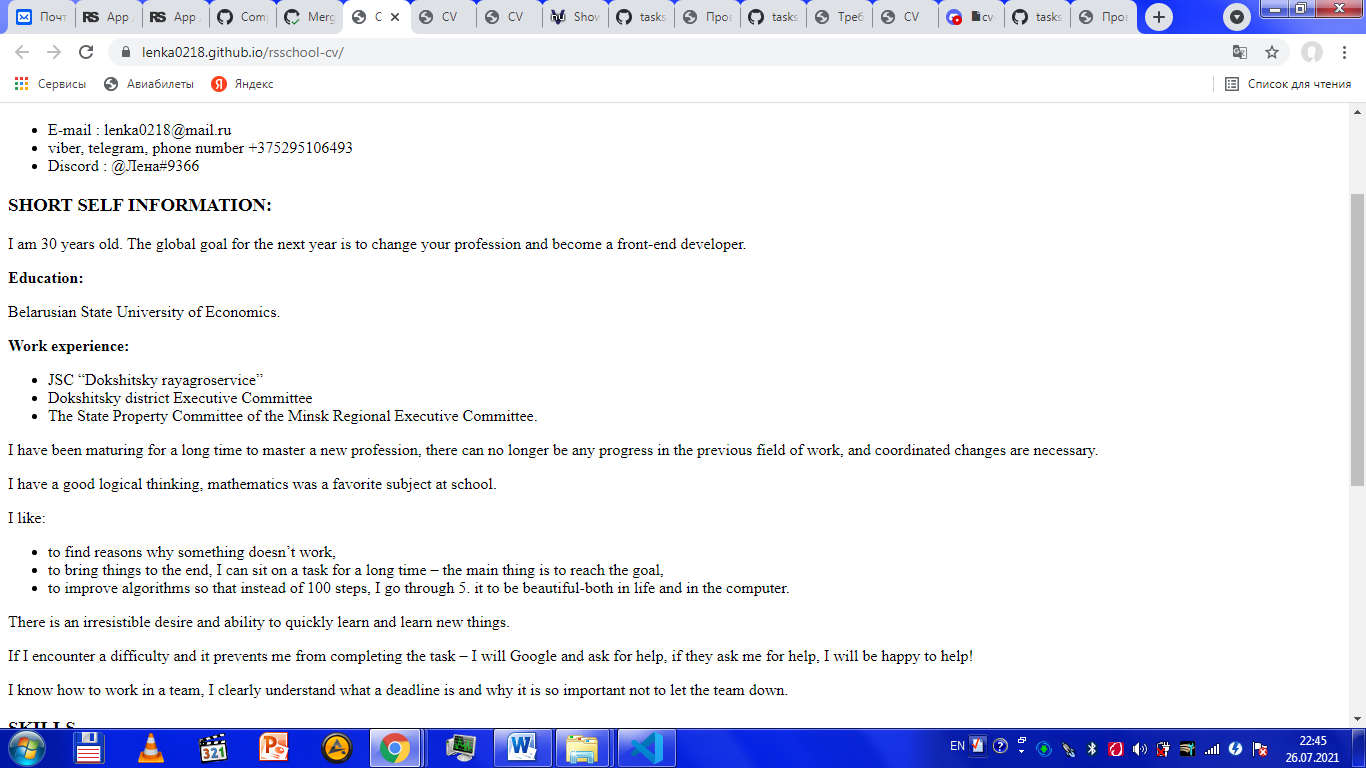 Почт
App
App
Com
Merg
C
CV
CV
Show
tasks
Пров
tasks
Треб
CV
cv-
tasks
Пров
lenka0218.github.io/rsschool-cv/
Сервисы Авиабилеты Яндекс Список для чтения
E-mail : lenka0218@mail.ru
viber, telegram, phone number +375295106493
Discord : @Лена#9366
SHORT SELF INFORMATION:
I am 30 years old. The global goal for the next year is to change your profession and become a front-end developer.
Education:
Belarusian State University of Economics.
Work experience:
JSC “Dokshitsky rayagroservice”
Dokshitsky district Executive Committee
The State Property Committee of the Minsk Regional Executive Committee.
I have been maturing for a long time to master a new profession, there can no longer be any progress in the previous field of work, and coordinated changes are necessary.
I have a good logical thinking, mathematics was a favorite subject at school.
I like:
to find reasons why something doesn’t work,
to bring things to the end, I can sit on a task for a long time – the main thing is to reach the goal,
to improve algorithms so that instead of 100 steps, I go through 5. it to be beautiful-both in life and in the computer.
There is an irresistible desire and ability to quickly learn and learn new things.
If I encounter a difficulty and it prevents me from completing the task – I will Google and ask for help, if they ask me for help, I will be happy to help!
I know how to work in a team, I clearly understand what a deadline is and why it is so important not to let the team down.
SKILLS
EN
22:45
26.07.2021